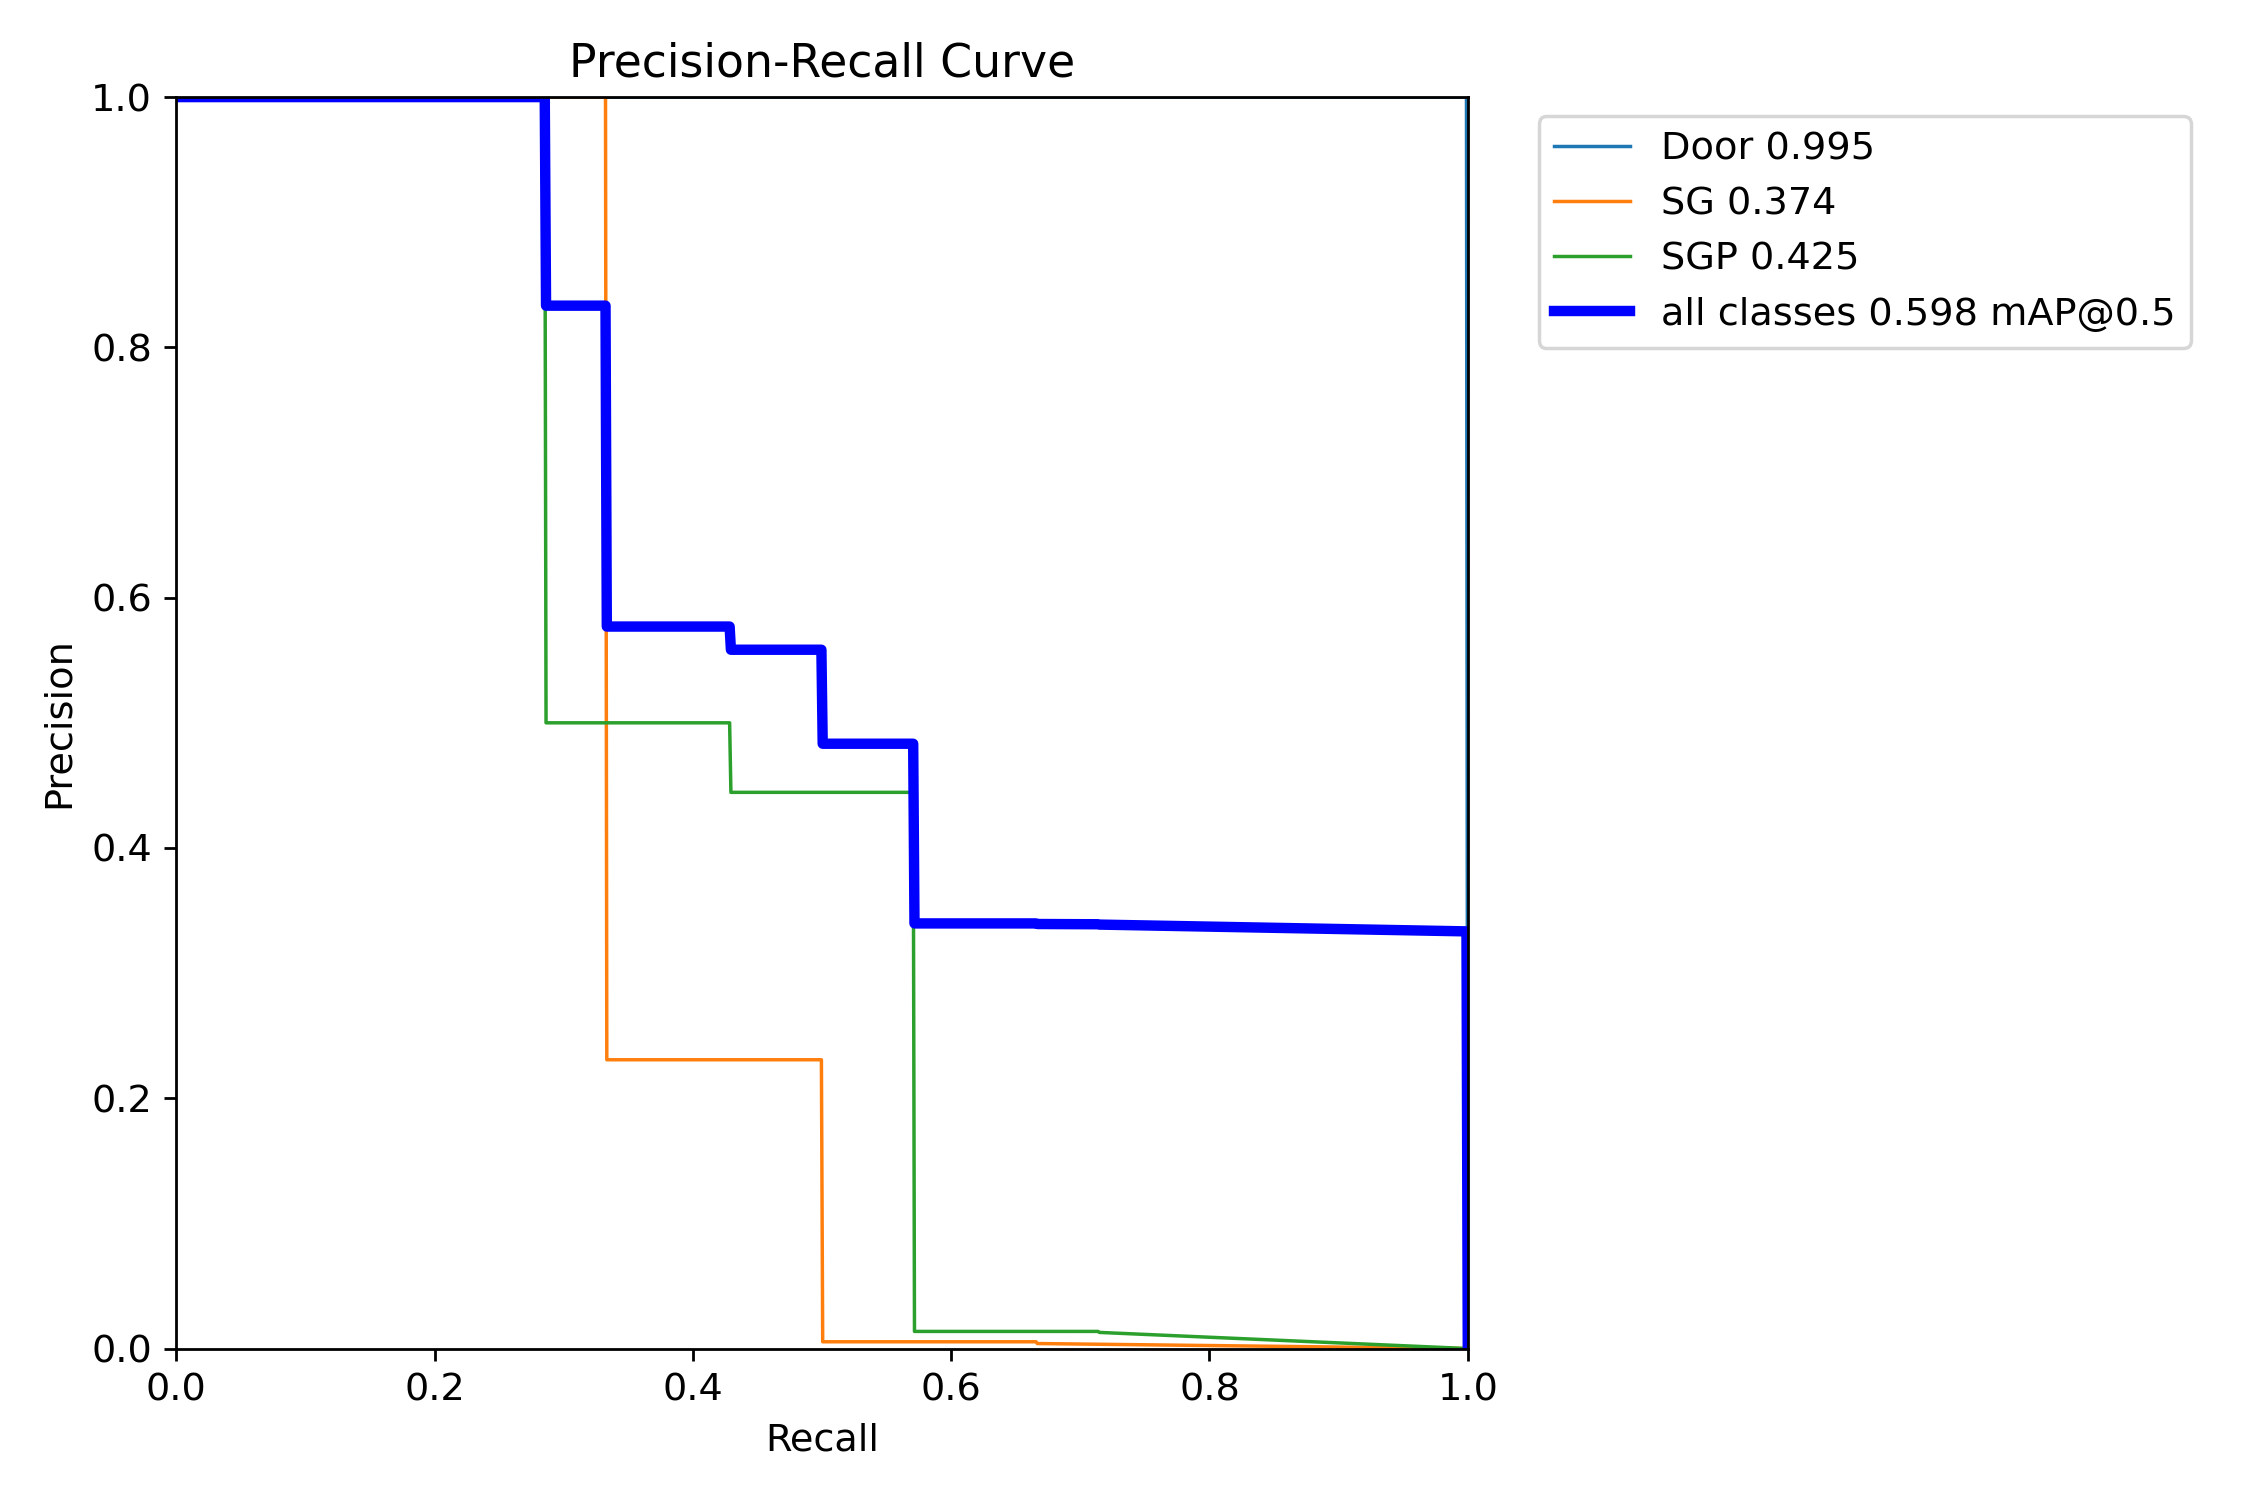 Precision-Recall Curve
1.0
0.8
0.6
0.4
0.2
0.0
Precision
0.0 0.2 0.4 0.6 0.8 1.0
Recall
Door 0.995
SG 0.374
SGP 0.425
all classes 0.598 mAP@0.5